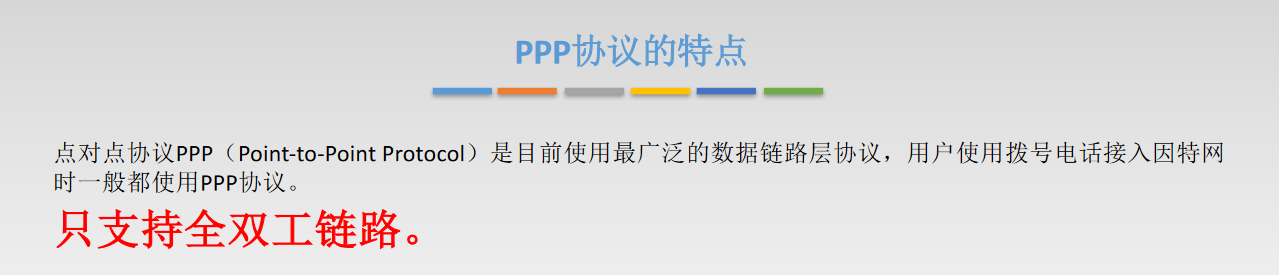 PPP协议的特点
点对点协议PPP（Point-to-Point Protocol）是目前使用最广泛的数据链路层协议，用户使用拨号电话接入因特网
时一般都使用PPP协议。
只支持全双工链路。